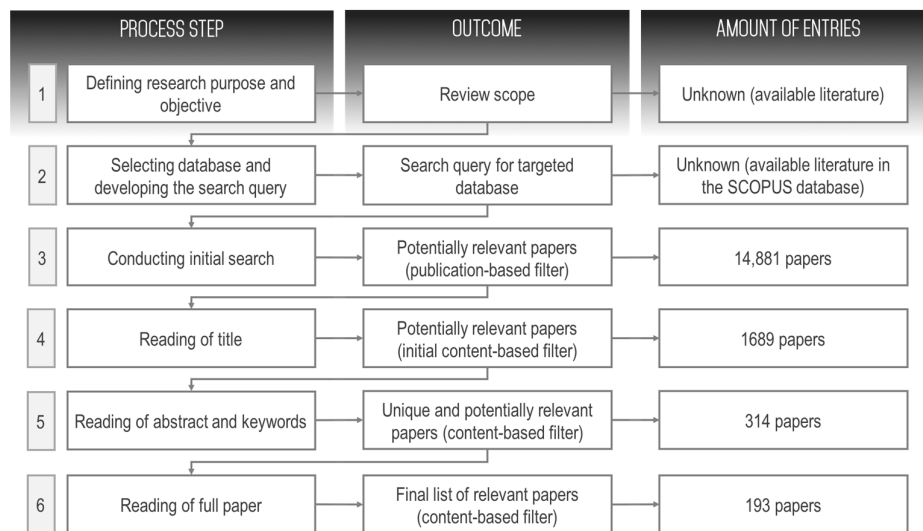 PROCESS STEP
OUTCOME
AMOUNT OF ENTRIES
1
Defining research purpose and
objective
Review scope
Unknown (available literature)
2
Selecting database and
developing the search query
Search query for targeted
database
Unknown (available literature in
the SCOPUS database)
3
Conducting initial search
Potentially relevant papers
(publication-based filter)
14,881 papers
4
Reading of title
Potentially relevant papers
(initial content-based filter)
1689 papers
5
Reading of abstract and keywords
Unique and potentially relevant
papers (content-based filter)
314 papers
6
Reading of full paper
Final list of relevant papers
(content-based filter)
193 papers